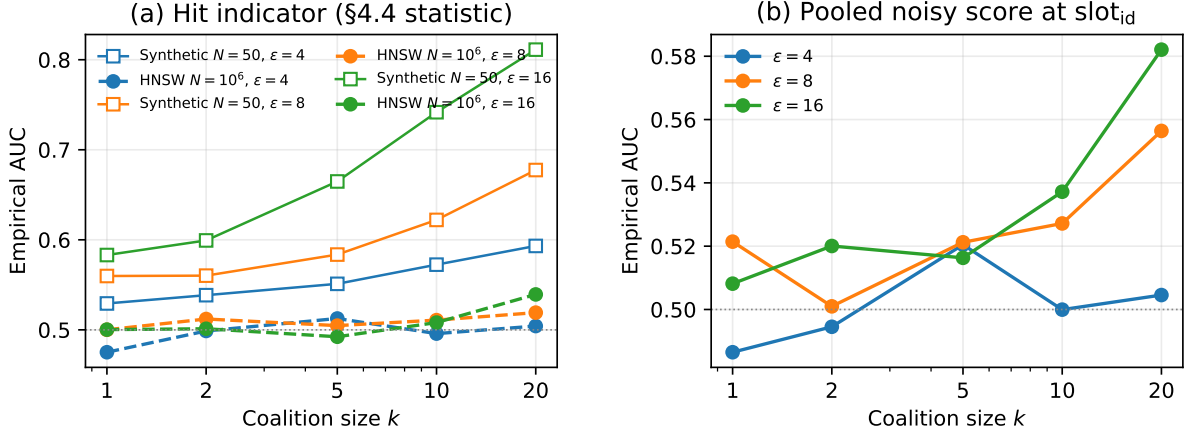 (a) Hit indicator (§4.4 statistic)
Synthetic N = 50, ε = 4
HNSW N = 10⁶, ε = 4
Synthetic N = 50, ε = 8
HNSW N = 10⁶, ε = 8
Synthetic N = 50, ε = 16
HNSW N = 10⁶, ε = 16
Empirical AUC
0.8
0.7
0.6
0.5
1 2 5 10 20
Coalition size k
(b) Pooled noisy score at slot_id
ε = 4
ε = 8
ε = 16
Empirical AUC
0.58
0.56
0.54
0.52
0.50
1 2 5 10 20
Coalition size k